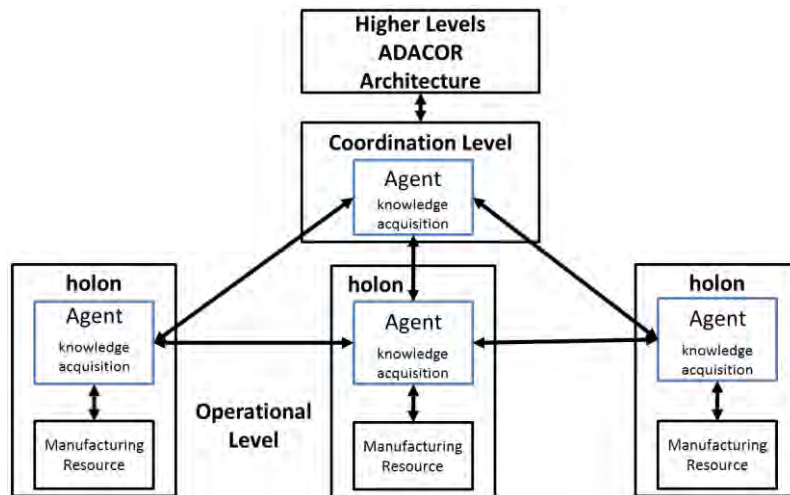 Higher Levels
ADACOR
Architecture
Coordination Level
Agent
knowledge
acquisition
holon
Agent
knowledge
acquisition
Manufacturing
Resource
Operational
Level
holon
Agent
knowledge
acquisition
Manufacturing
Resource
holon
Agent
knowledge
acquisition
Manufacturing
Resource